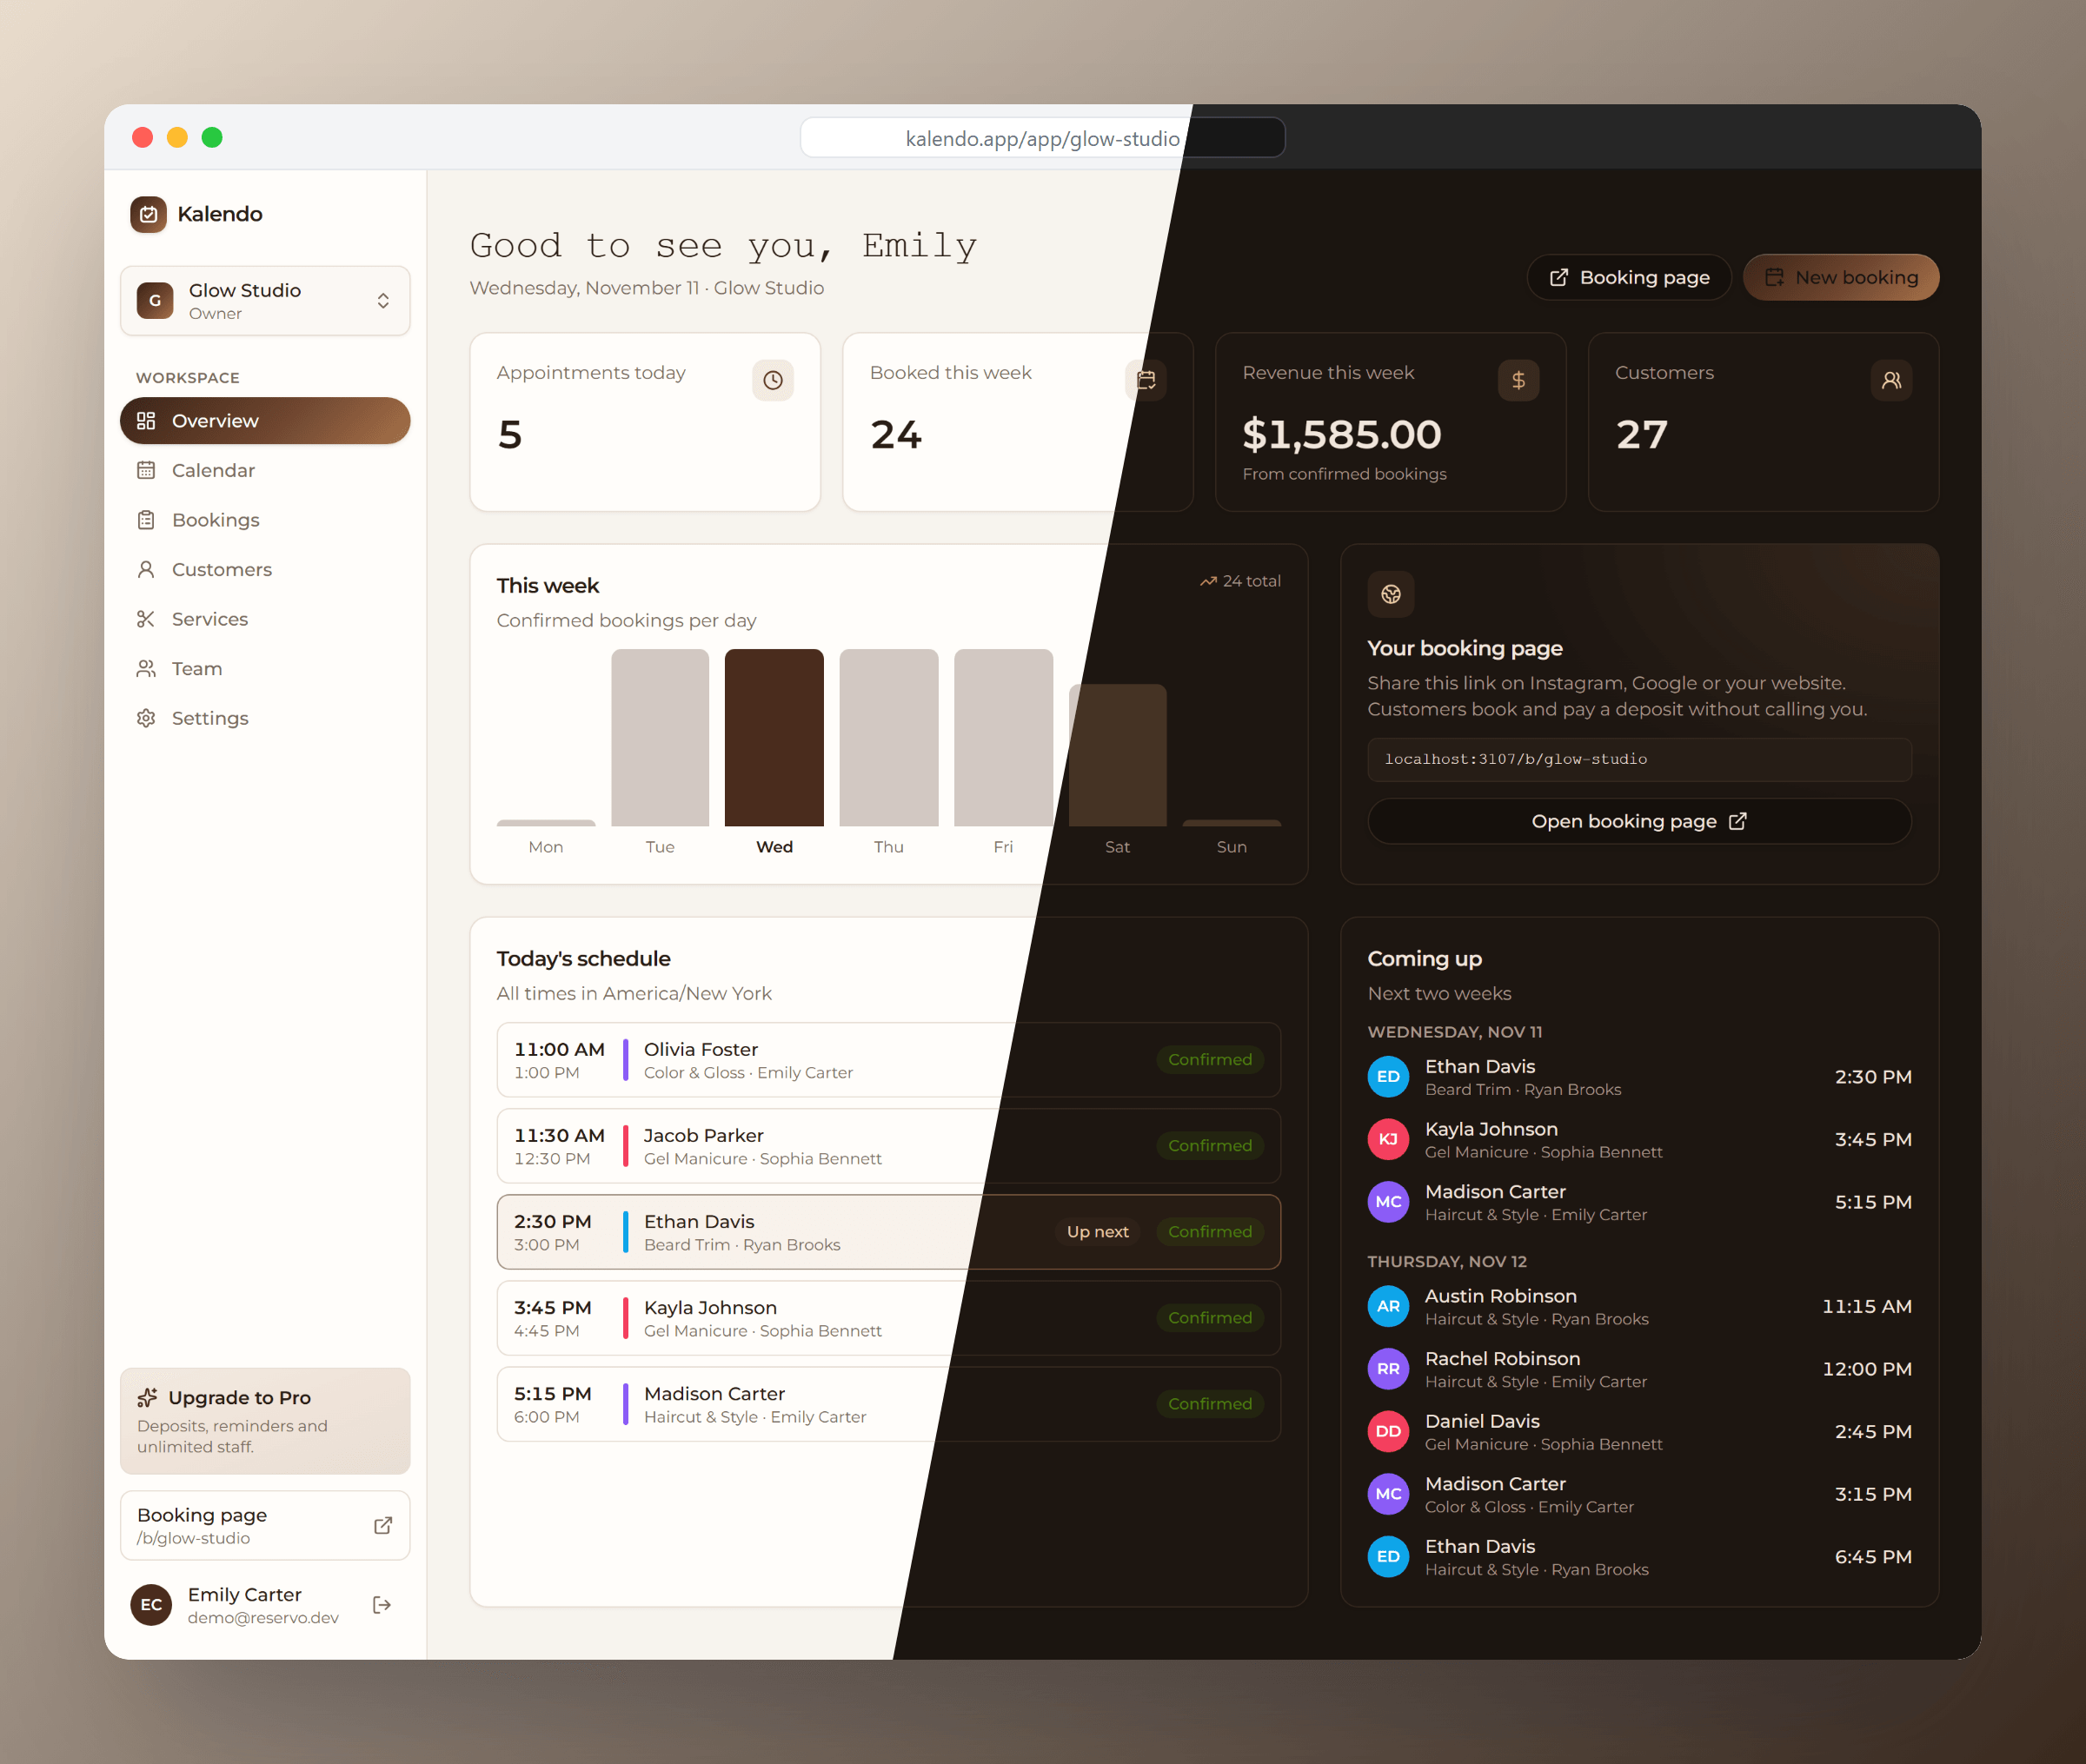 kalendo.app/app/glow-studio
Kalendo
G
Glow Studio
Owner
WORKSPACE
Overview
Calendar
Bookings
Customers
Services
Team
Settings
Upgrade to Pro
Deposits, reminders and
unlimited staff.
Booking page
/b/glow-studio
EC
Emily Carter
demo@reservo.dev
Good to see you, Emily
Wednesday, November 11 · Glow Studio
Booking page
New booking
Appointments today
5
Booked this week
24
Revenue this week
$1,585.00
From confirmed bookings
Customers
27
This week
Confirmed bookings per day
24 total
Mon
Tue
Wed
Thu
Fri
Sat
Sun
Your booking page
Share this link on Instagram, Google or your website.
Customers book and pay a deposit without calling you.
localhost:3107/b/glow-studio
Open booking page
Today's schedule
All times in America/New York
11:00 AM Olivia Foster
1:00 PM Color & Gloss · Emily Carter
Confirmed
11:30 AM Jacob Parker
12:30 PM Gel Manicure · Sophia Bennett
Confirmed
2:30 PM Ethan Davis
3:00 PM Beard Trim · Ryan Brooks
Up next Confirmed
3:45 PM Kayla Johnson
4:45 PM Gel Manicure · Sophia Bennett
Confirmed
5:15 PM Madison Carter
6:00 PM Haircut & Style · Emily Carter
Confirmed
Coming up
Next two weeks
WEDNESDAY, NOV 11
ED
Ethan Davis
Beard Trim · Ryan Brooks
2:30 PM
KJ
Kayla Johnson
Gel Manicure · Sophia Bennett
3:45 PM
MC
Madison Carter
Haircut & Style · Emily Carter
5:15 PM
THURSDAY, NOV 12
AR
Austin Robinson
Haircut & Style · Ryan Brooks
11:15 AM
RR
Rachel Robinson
Haircut & Style · Emily Carter
12:00 PM
DD
Daniel Davis
Gel Manicure · Sophia Bennett
2:45 PM
MC
Madison Carter
Color & Gloss · Emily Carter
3:15 PM
ED
Ethan Davis
Haircut & Style · Ryan Brooks
6:45 PM